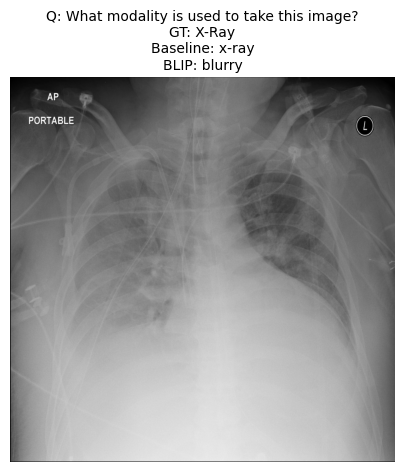 Q: What modality is used to take this image?
GT: X-Ray
Baseline: x-ray
BLIP: blurry
AP
PORTABLE
L